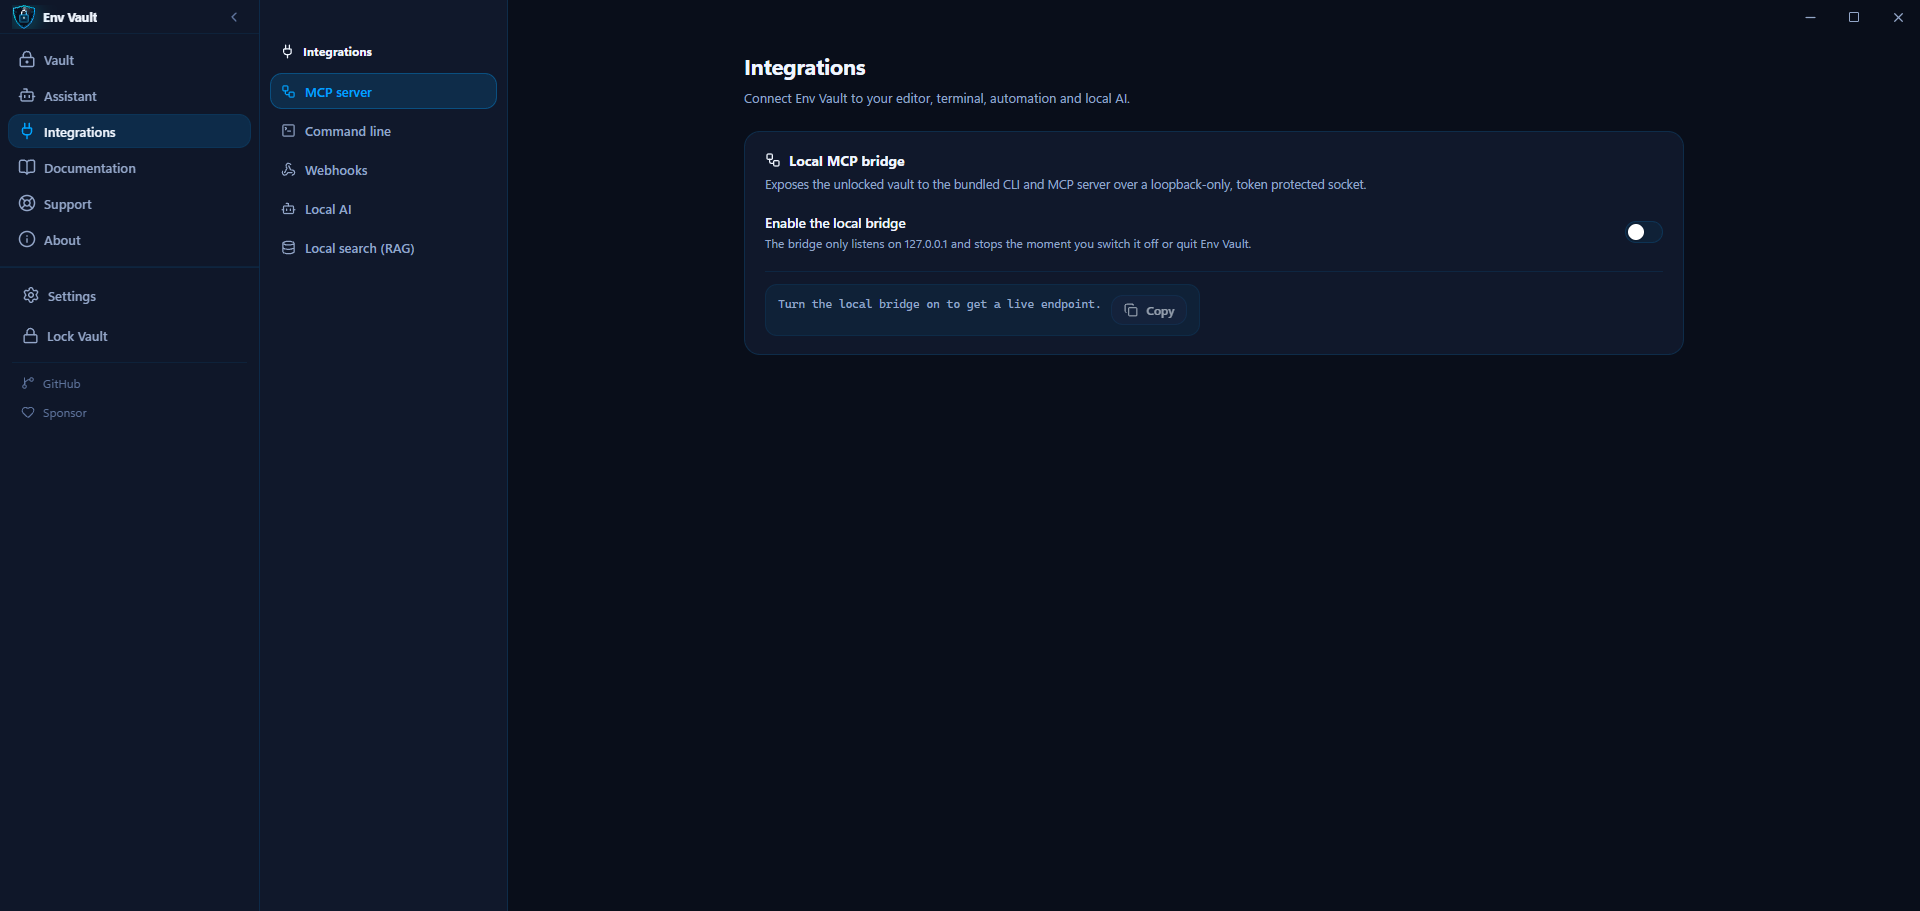 Env Vault
Vault
Assistant
Integrations
Documentation
Support
About
Settings
Lock Vault
GitHub
Sponsor
Integrations
MCP server
Command line
Webhooks
Local AI
Local search (RAG)
Integrations
Connect Env Vault to your editor, terminal, automation and local AI.
Local MCP bridge
Exposes the unlocked vault to the bundled CLI and MCP server over a loopback-only, token protected socket.
Enable the local bridge
The bridge only listens on 127.0.0.1 and stops the moment you switch it off or quit Env Vault.
Turn the local bridge on to get a live endpoint.
Copy